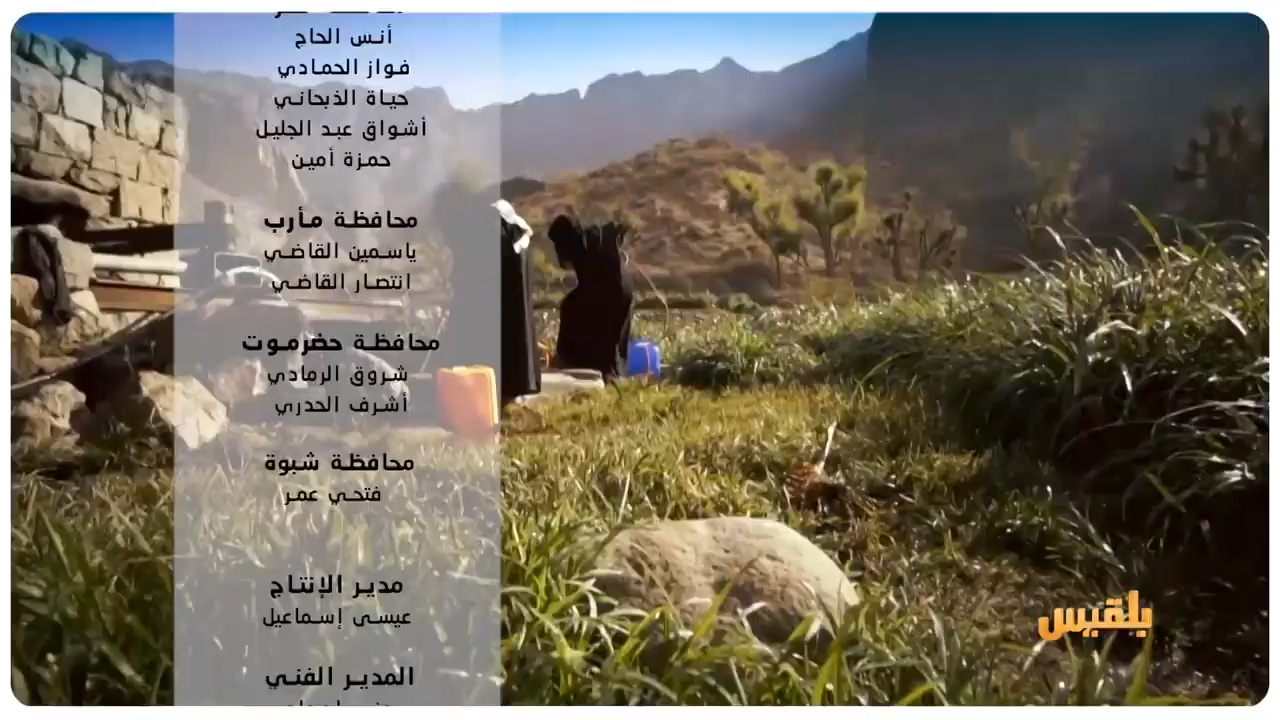 أنس الحاج
فواز الحمادي
حياة الذبحاني
أشواق عبد الجليل
حمزة أمين
محافظة مأرب
ياسمين القاضي
انتصار القاضي
محافظة حضرموت
شروق الرمادي
أشرف الحدري
محافظة شبوة
فتحي عمر
مدير الإنتاج
عيسى إسماعيل
المدير الفني
بلقيس